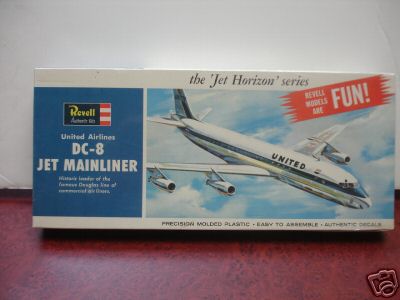 the 'Jet Horizon' series
REVELL
MODELS
ARE
FUN!
Revell
Authentic Kits
United Airlines
DC-8
JET MAINLINER
Historic leader of the
famous Douglas line of
commercial air liners.
UNITED
PRECISION MOLDED PLASTIC • EASY TO ASSEMBLE • AUTHENTIC DECALS